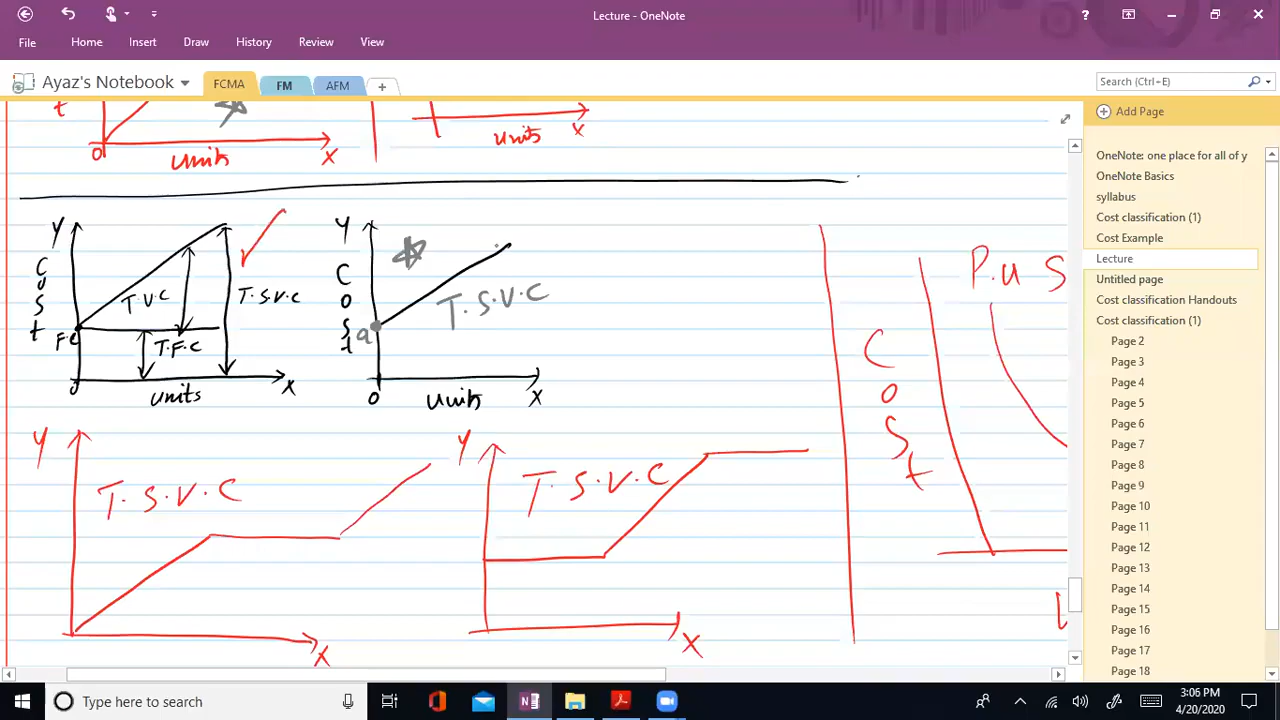 Lecture - OneNote
?
File
Home
Insert
Draw
History
Review
View
Ayaz's Notebook
FCMA
FM
AFM
+
Search (Ctrl+E)
Add Page
OneNote: one place for all of y
OneNote Basics
syllabus
Cost classification (1)
Cost Example
Lecture
Untitled page
Cost classification Handouts
Cost classification (1)
Page 2
Page 3
Page 4
Page 5
Page 6
Page 7
Page 8
Page 9
Page 10
Page 11
Page 12
Page 13
Page 14
Page 15
Page 16
Page 17
Page 18
t
0
units
x
units
x
y
Cost
F.C
T.V.C
T.F.C
T.S.V.C
0
units
x
y
Cost
a
T.S.V.C
0
units
x
y
T.S.V.C
x
y
T.S.V.C
x
Cost
P.u S
Type here to search
3:06 PM
4/20/2020